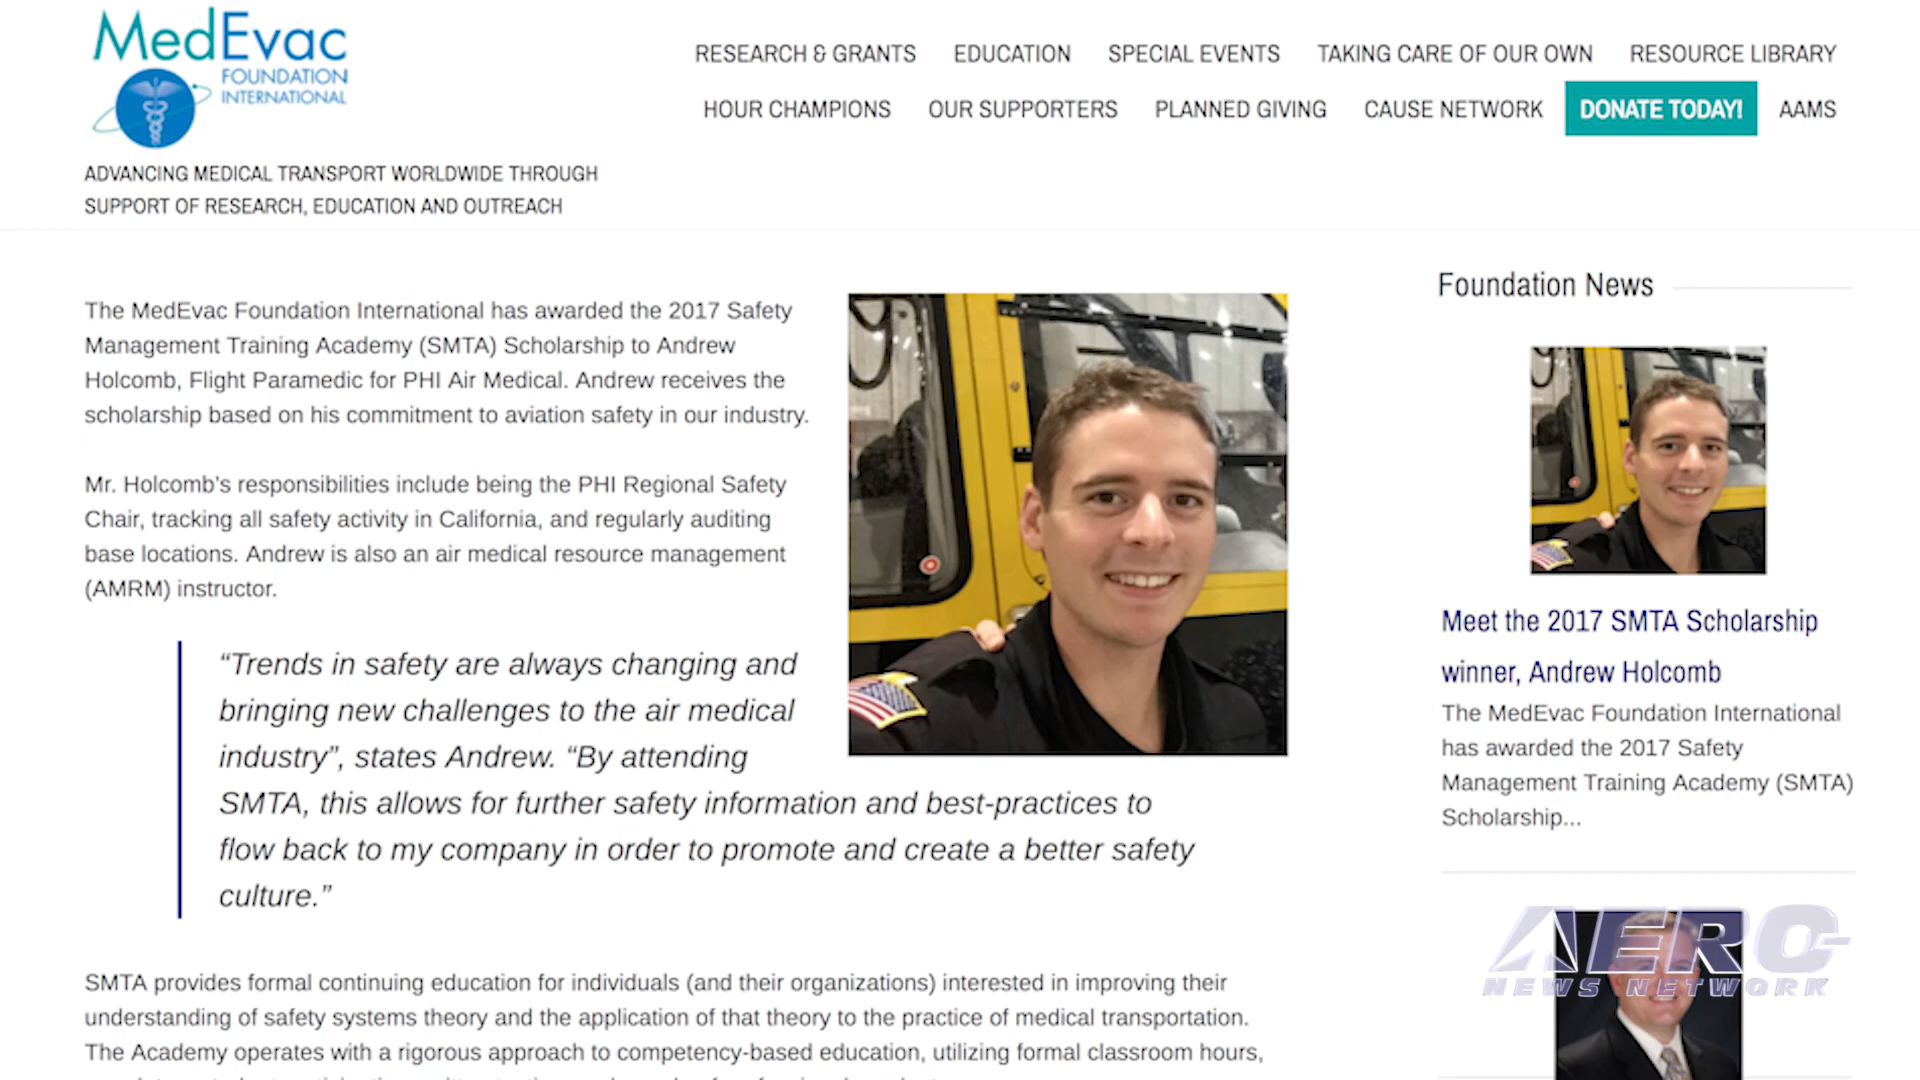 MedEvac
FOUNDATION
INTERNATIONAL
ADVANCING MEDICAL TRANSPORT WORLDWIDE THROUGH
SUPPORT OF RESEARCH, EDUCATION AND OUTREACH
RESEARCH & GRANTS EDUCATION SPECIAL EVENTS TAKING CARE OF OUR OWN RESOURCE LIBRARY
HOUR CHAMPIONS OUR SUPPORTERS PLANNED GIVING CAUSE NETWORK DONATE TODAY! AAMS
The MedEvac Foundation International has awarded the 2017 Safety
Management Training Academy (SMTA) Scholarship to Andrew
Holcomb, Flight Paramedic for PHI Air Medical. Andrew receives the
scholarship based on his commitment to aviation safety in our industry.
Mr. Holcomb's responsibilities include being the PHI Regional Safety
Chair, tracking all safety activity in California, and regularly auditing
base locations. Andrew is also an air medical resource management
(AMRM) instructor.
“Trends in safety are always changing and
bringing new challenges to the air medical
industry”, states Andrew. “By attending
SMTA, this allows for further safety information and best-practices to
flow back to my company in order to promote and create a better safety
culture.”
SMTA provides formal continuing education for individuals (and their organizations) interested in improving their
understanding of safety systems theory and the application of that theory to the practice of medical transportation.
The Academy operates with a rigorous approach to competency-based education, utilizing formal classroom hours,
Foundation News
Meet the 2017 SMTA Scholarship
winner, Andrew Holcomb
The MedEvac Foundation International
has awarded the 2017 Safety
Management Training Academy (SMTA)
Scholarship...
AERO-
NEWS NETWORK